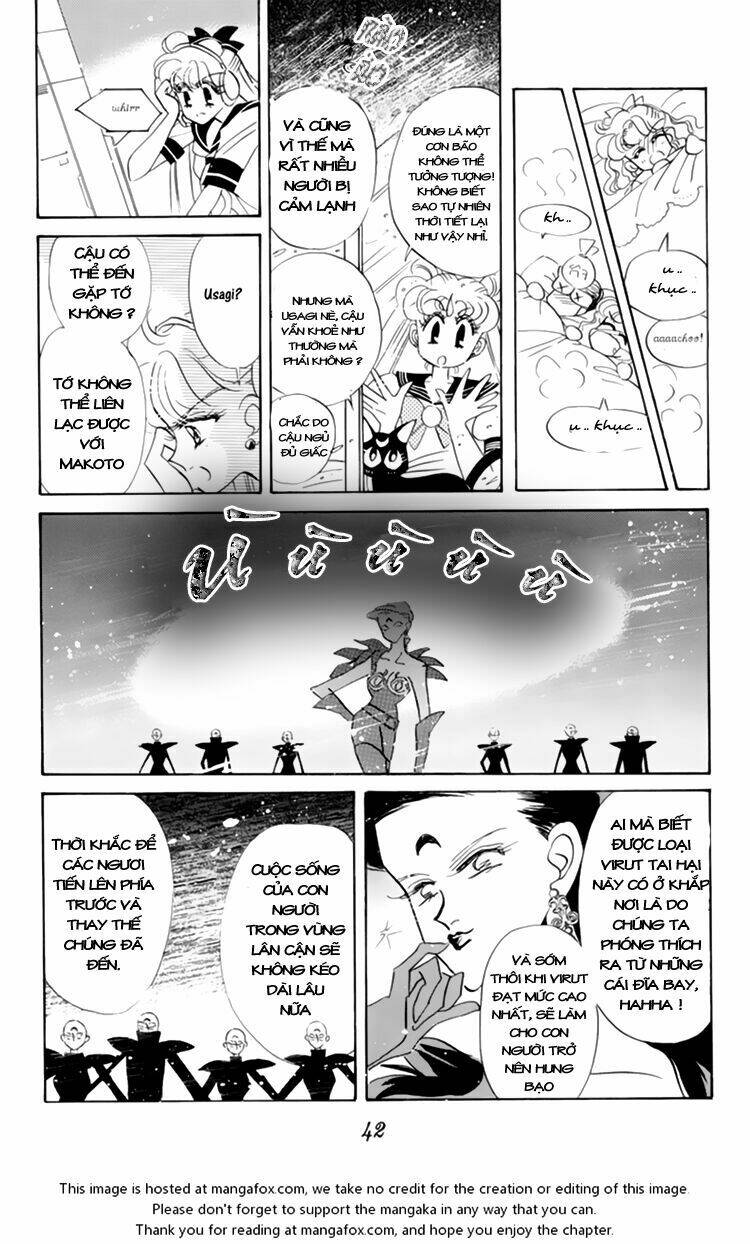 u ..
khục ..
aaaachoo!
kh ..
u .. khục ..
ĐÚNG LÀ MỘT
CƠN BÃO
KHÔNG THỂ
TƯỞNG TƯỢNG!
KHÔNG BIẾT
SAO TỰ NHIÊN
THỚI TIẾT LẠI
NHƯ VẬY NHỈ.
VÀ CŨNG
VÌ THẾ MÀ
RẤT NHIỀU
NGƯỜI BỊ
CẢM LẠNH
NHƯNG MÀ
USAGI NÈ, CẬU
VẪN KHOẺ NHƯ
THƯỜNG MÀ
PHẢI KHÔNG ?
CHẮC DO
CẬU NGỦ
ĐỦ GIẤC
whirr
Usagi?
CẬU CÓ
THỂ ĐẾN
GẶP TỚ
KHÔNG ?
TỚ KHÔNG
THỂ LIÊN
LẠC ĐƯỢC
VỚI
MAKOTO
Ù Ù Ù Ù Ù
AI MÀ BIẾT
ĐƯỢC LOẠI
VIRUT TAI HẠI
NÀY CÓ Ở KHẮP
NƠI LÀ DO
CHÚNG TA
PHÓNG THÍCH
RA TỪ NHỮNG
CÁI ĐĨA BAY,
HAHHA !
VÀ SỚM
THÔI KHI VIRUT
ĐẠT MỨC CAO
NHẤT, SẼ LÀM
CHO CON
NGƯỜI TRỞ
NÊN HUNG
BẠO
CUỘC SỐNG
CỦA CON
NGƯỜI
TRONG VÙNG
LÂN CẬN SẼ
KHÔNG KÉO
DÀI LÂU
NỮA
THỜI KHẮC ĐỂ
CÁC NGƯƠI
TIẾN LÊN PHÍA
TRƯỚC VÀ
THAY THẾ
CHÚNG ĐÃ
ĐẾN.
42
This image is hosted at mangafox.com, we take no credit for the creation or editing of this image.
Please don't forget to support the mangaka in any way that you can.
Thank you for reading at mangafox.com, and hope you enjoy the chapter.